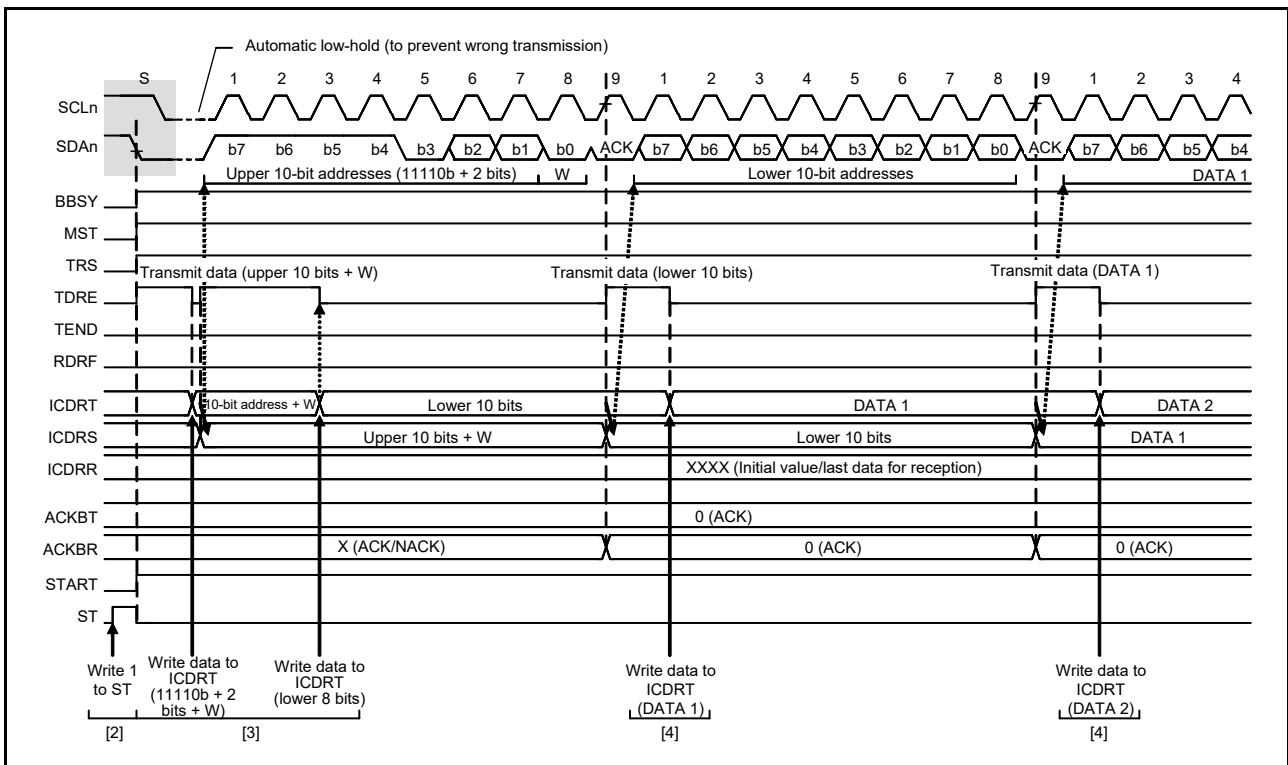 Automatic low-hold (to prevent wrong transmission)
S 1 2 3 4 5 6 7 8 9 1 2 3 4 5 6 7 8 9 1 2 3 4
SCLn
SDAn b7 b6 b5 b4 b3 b2 b1 b0 ACK b7 b6 b5 b4 b3 b2 b1 b0 ACK b7 b6 b5 b4
Upper 10-bit addresses (11110b + 2 bits) W Lower 10-bit addresses DATA 1
BBSY
MST
TRS
Transmit data (upper 10 bits + W) Transmit data (lower 10 bits) Transmit data (DATA 1)
TDRE
TEND
RDRF
ICDRT 10-bit address + W Lower 10 bits DATA 1 DATA 2
ICDRS Upper 10 bits + W Lower 10 bits DATA 1
ICDRR XXXX (Initial value/last data for reception)
ACKBT 0 (ACK)
ACKBR X (ACK/NACK) 0 (ACK) 0 (ACK)
START
ST
Write 1
to ST
Write data to
ICDRT
(11110b + 2
bits + W)
Write data to
ICDRT
(lower 8 bits)
Write data to
ICDRT
(DATA 1)
Write data to
ICDRT
(DATA 2)
[2] [3] [4] [4]